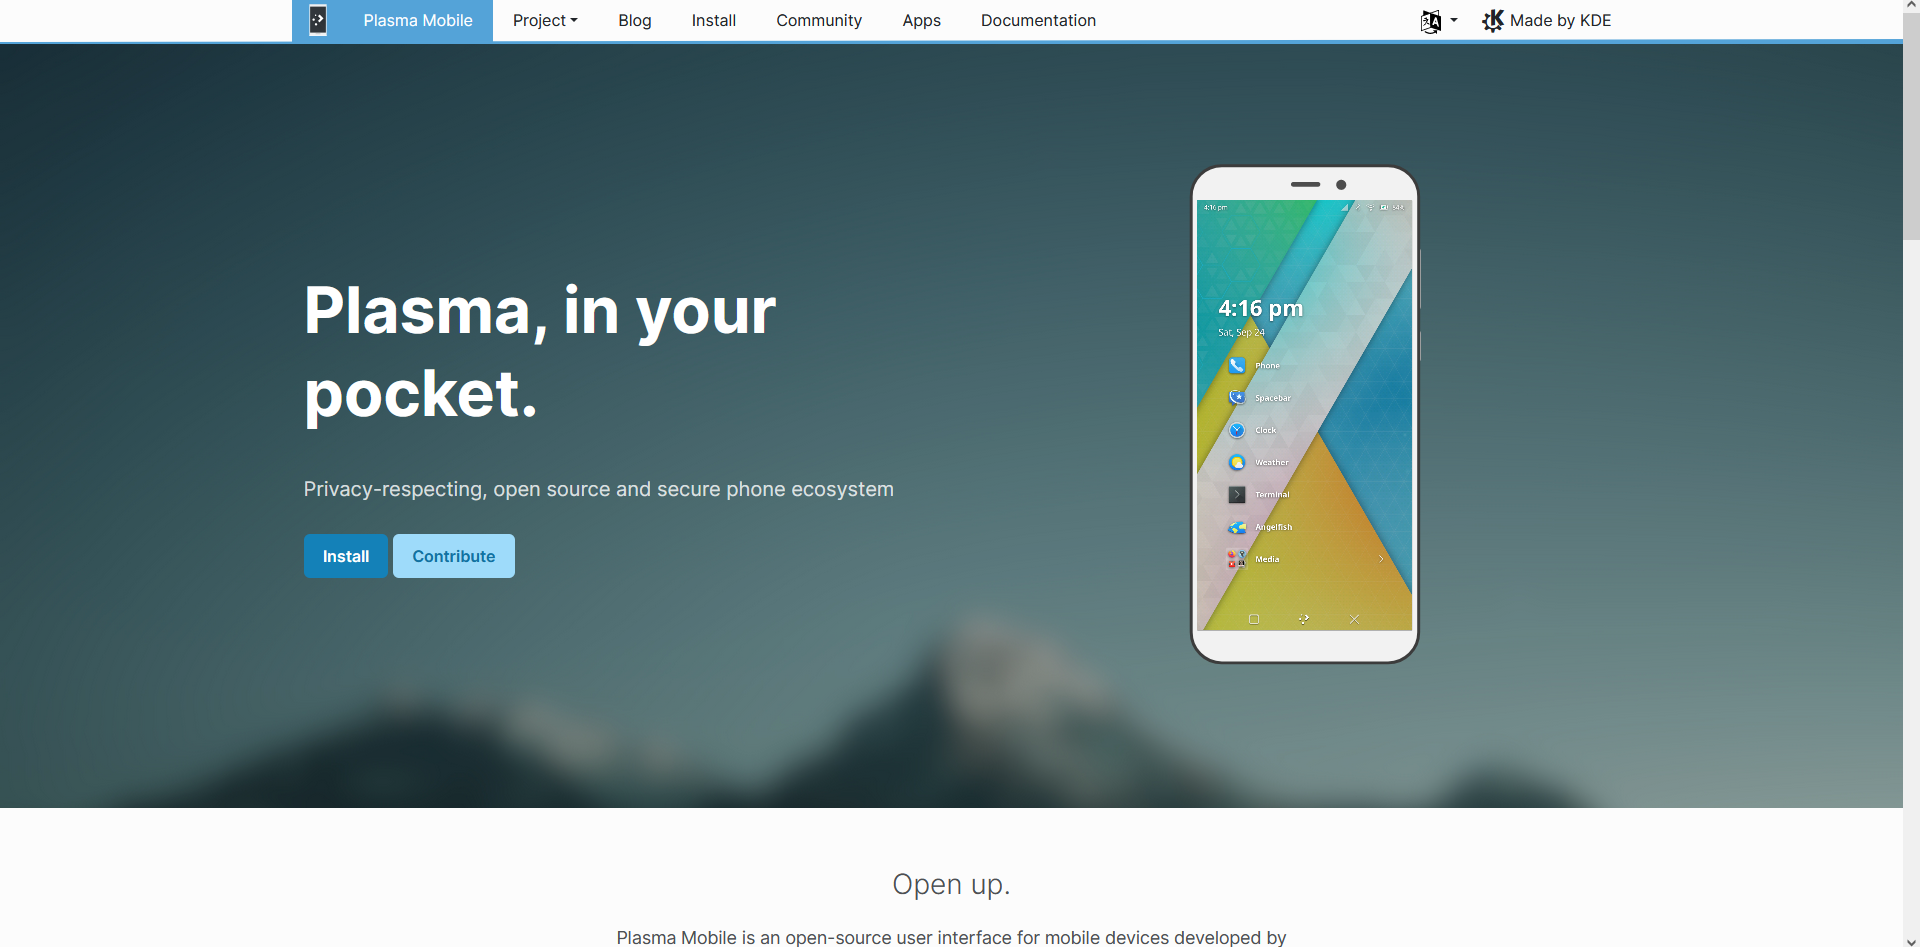 Plasma Mobile
Project
Blog
Install
Community
Apps
Documentation
Made by KDE
Plasma, in your
pocket.
Privacy-respecting, open source and secure phone ecosystem
Install
Contribute
4:16 pm
54%
4:16 pm
Sat, Sep 24
Phone
Spacebar
Clock
Weather
Terminal
Angelfish
Media
Open up.
Plasma Mobile is an open-source user interface for mobile devices developed by